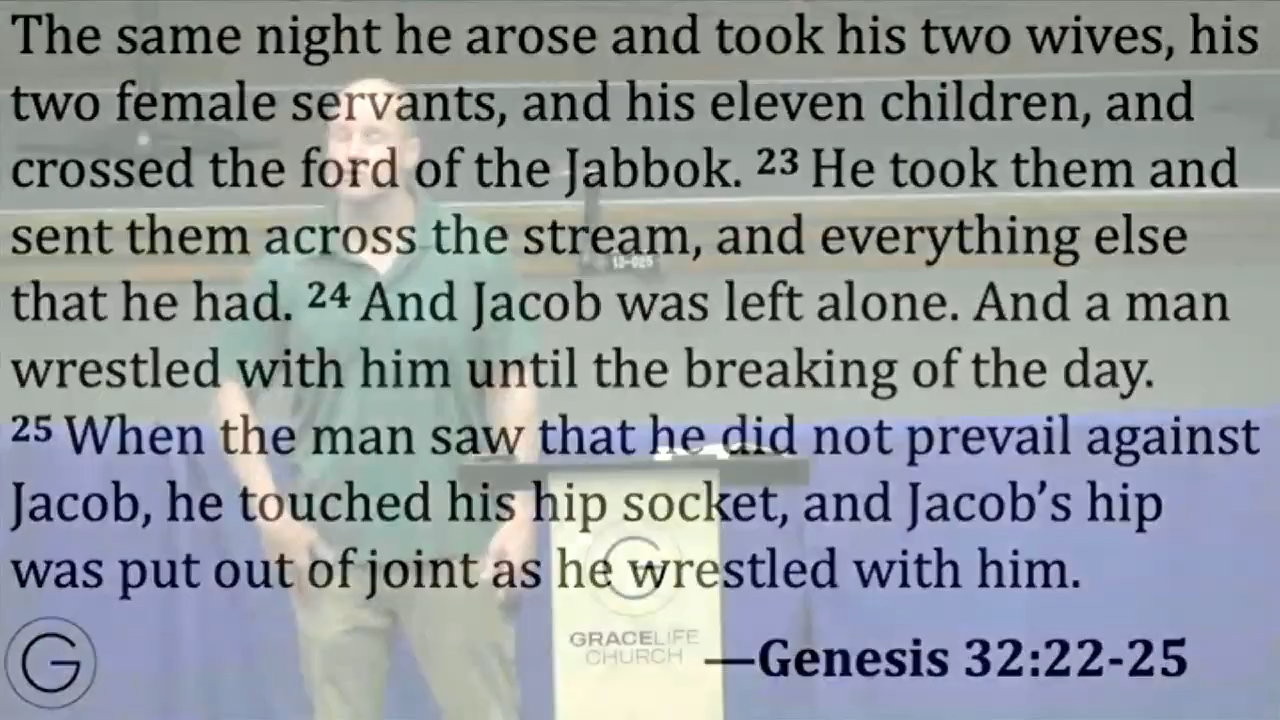 The same night he arose and took his two wives, his
two female servants, and his eleven children, and
crossed the ford of the Jabbok. ²³ He took them and
sent them across the stream, and everything else
that he had. ²⁴ And Jacob was left alone. And a man
wrestled with him until the breaking of the day.
²⁵ When the man saw that he did not prevail against
Jacob, he touched his hip socket, and Jacob’s hip
was put out of joint as he wrestled with him.
—Genesis 32:22-25
G
G
GRACELIFE
CHURCH